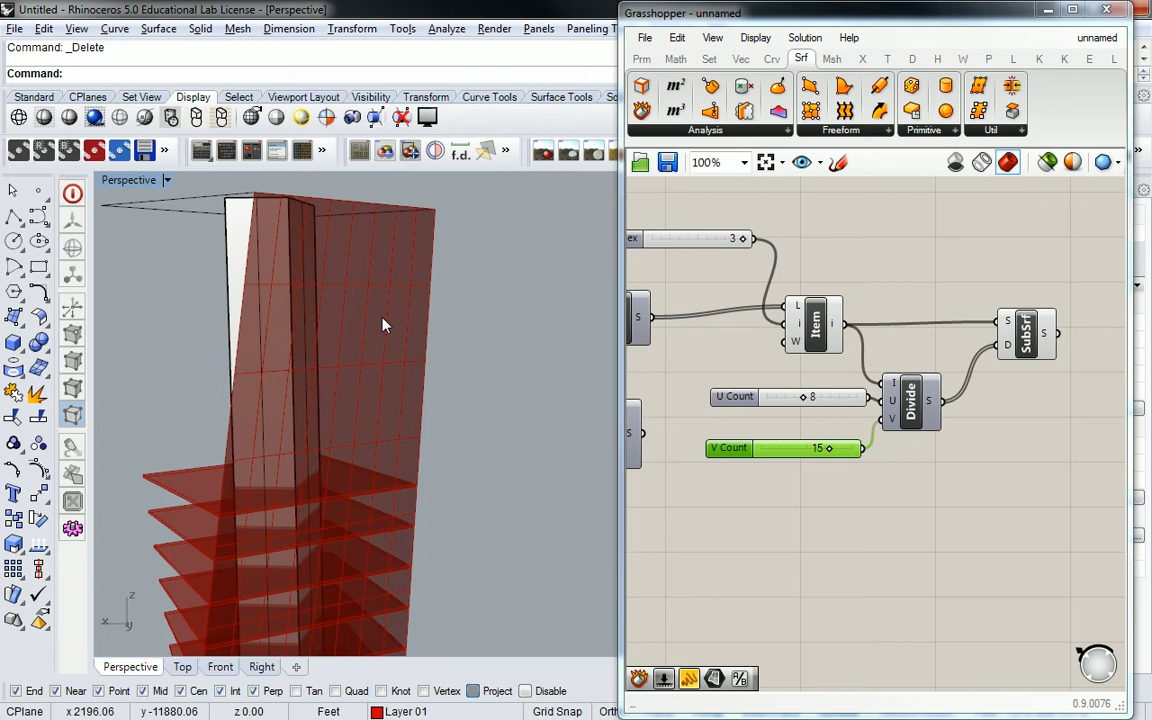 Untitled - Rhinoceros 5.0 Educational Lab License - [Perspective]
File Edit View Curve Surface Solid Mesh Dimension Transform Tools Analyze Render Panels Paneling T
Command: _Delete
Command:
Standard CPlanes Set View Display Select Viewport Layout Visibility Transform Curve Tools Surface Tools So
f.d.
Perspective
z
x
y
Perspective Top Front Right
End Near Point Mid Cen Int Perp Tan Quad Knot Vertex Project Disable
CPlane x 2196.06 y -11880.06 z 0.00 Feet Layer 01 Grid Snap Orth
Grasshopper - unnamed
File Edit View Display Solution Help unnamed
Prm Math Set Vec Crv Srf Msh X T D H W P K K E L
m²
m³
Analysis Freeform Primitive Util
100%
ex 3
S
L
i
W
Item
i
S
D
SubSrf
S
U Count 8
I
U
V
Divide
S
S
V Count 15
0.9.0076